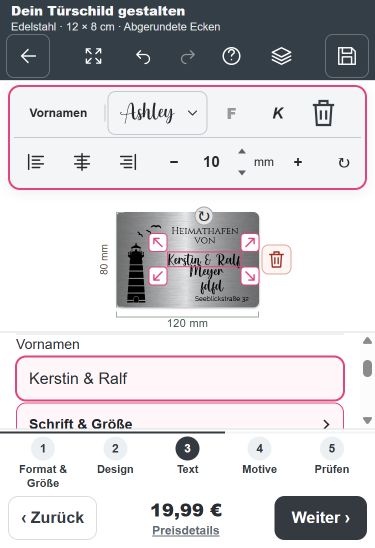 Dein Türschild gestalten
Edelstahl · 12 × 8 cm · Abgerundete Ecken
Vornamen
Ashley
F
K
10
mm
HEIMATHAFEN
VON
Kerstin & Ralf
Meyer
fdfd
Seeblickstraße 32
80 mm
120 mm
Vornamen
Kerstin & Ralf
Schrift & Größe
1
Format &
Größe
2
Design
3
Text
4
Motive
5
Prüfen
‹ Zurück
19,99 €
Preisdetails
Weiter ›